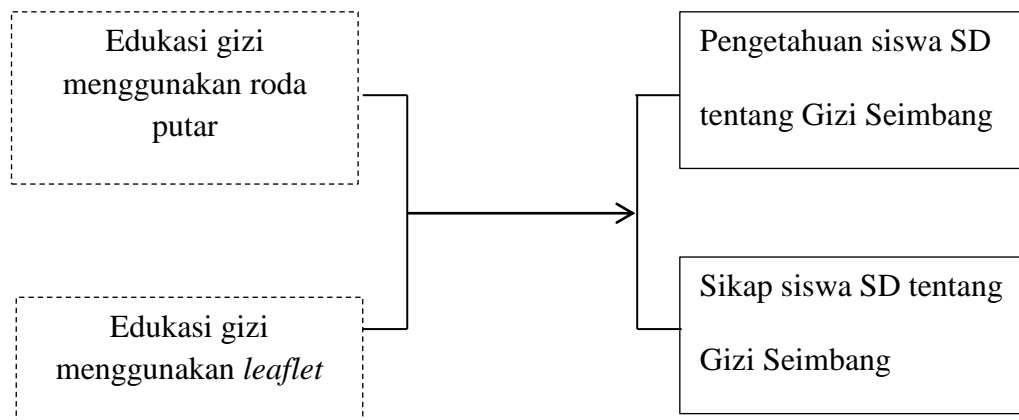 Edukasi gizi
menggunakan roda
putar
Edukasi gizi
menggunakan leaflet
Pengetahuan siswa SD
tentang Gizi Seimbang
Sikap siswa SD tentang
Gizi Seimbang